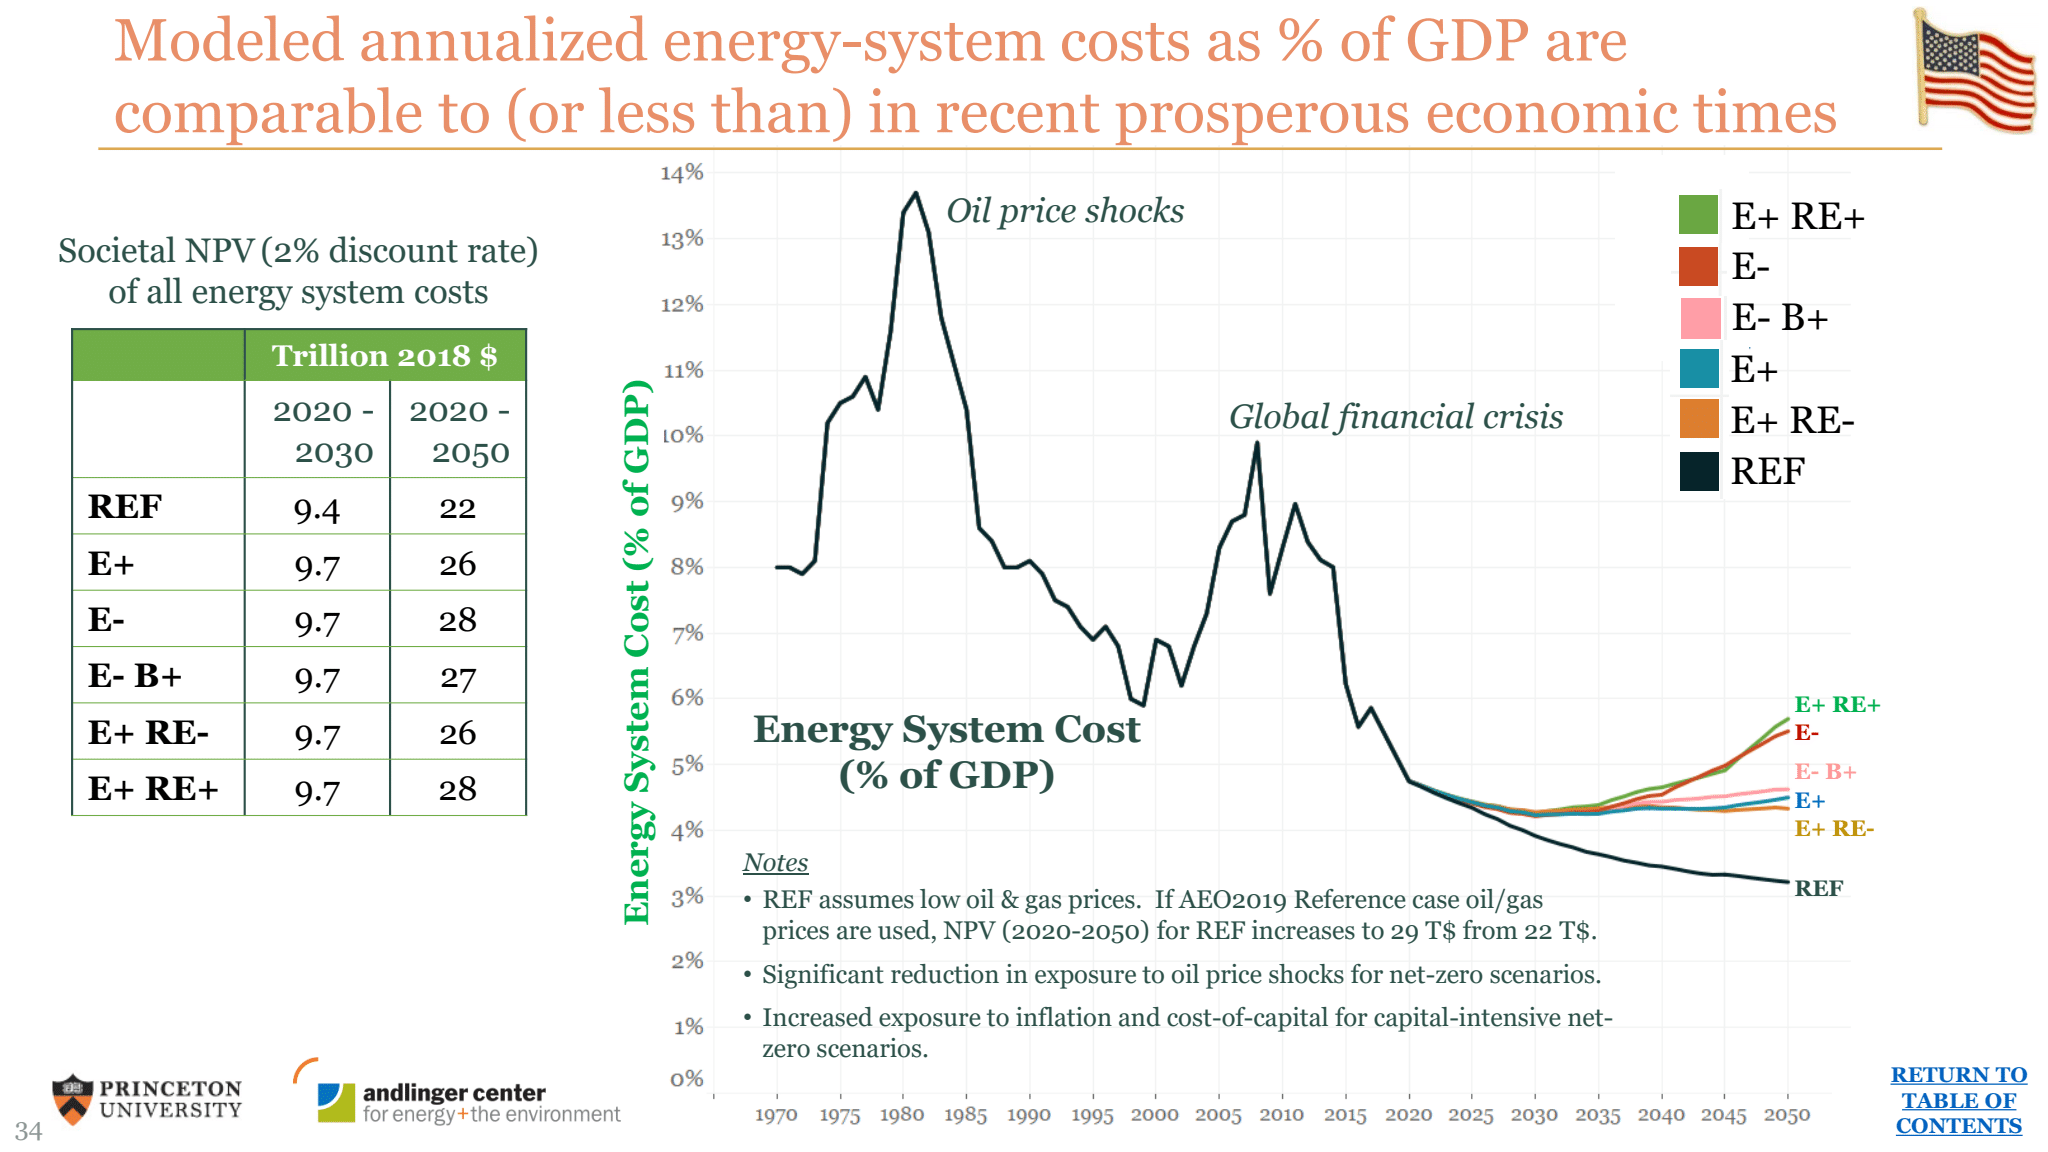 Modeled annualized energy-system costs as % of GDP are
comparable to (or less than) in recent prosperous economic times
Societal NPV (2% discount rate)
of all energy system costs
Trillion 2018 $
2020 - 2030
2020 - 2050
REF 9.4 22
E+ 9.7 26
E- 9.7 28
E- B+ 9.7 27
E+ RE- 9.7 26
E+ RE+ 9.7 28
Energy System Cost (% of GDP)
14%
13%
12%
11%
10%
9%
8%
7%
6%
5%
4%
3%
2%
1%
0%
Oil price shocks
Global financial crisis
E+ RE+
E-
E- B+
E+
E+ RE-
REF
Energy System Cost
(% of GDP)
E+ RE+
E-
E- B+
E+
E+ RE-
REF
Notes
• REF assumes low oil & gas prices. If AEO2019 Reference case oil/gas
prices are used, NPV (2020-2050) for REF increases to 29 T$ from 22 T$.
• Significant reduction in exposure to oil price shocks for net-zero scenarios.
• Increased exposure to inflation and cost-of-capital for capital-intensive net-
zero scenarios.
1970 1975 1980 1985 1990 1995 2000 2005 2010 2015 2020 2025 2030 2035 2040 2045 2050
PRINCETON
UNIVERSITY
andlinger center
for energy+the environment
RETURN TO
TABLE OF
CONTENTS
34